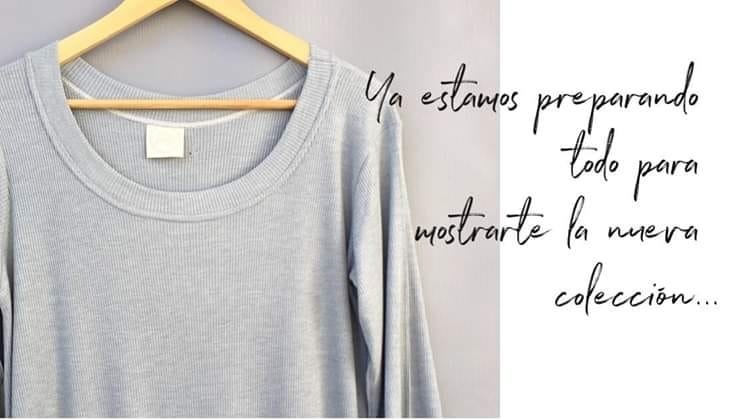 Ya estamos preparando
todo para
mostrarte la nueva
colección...